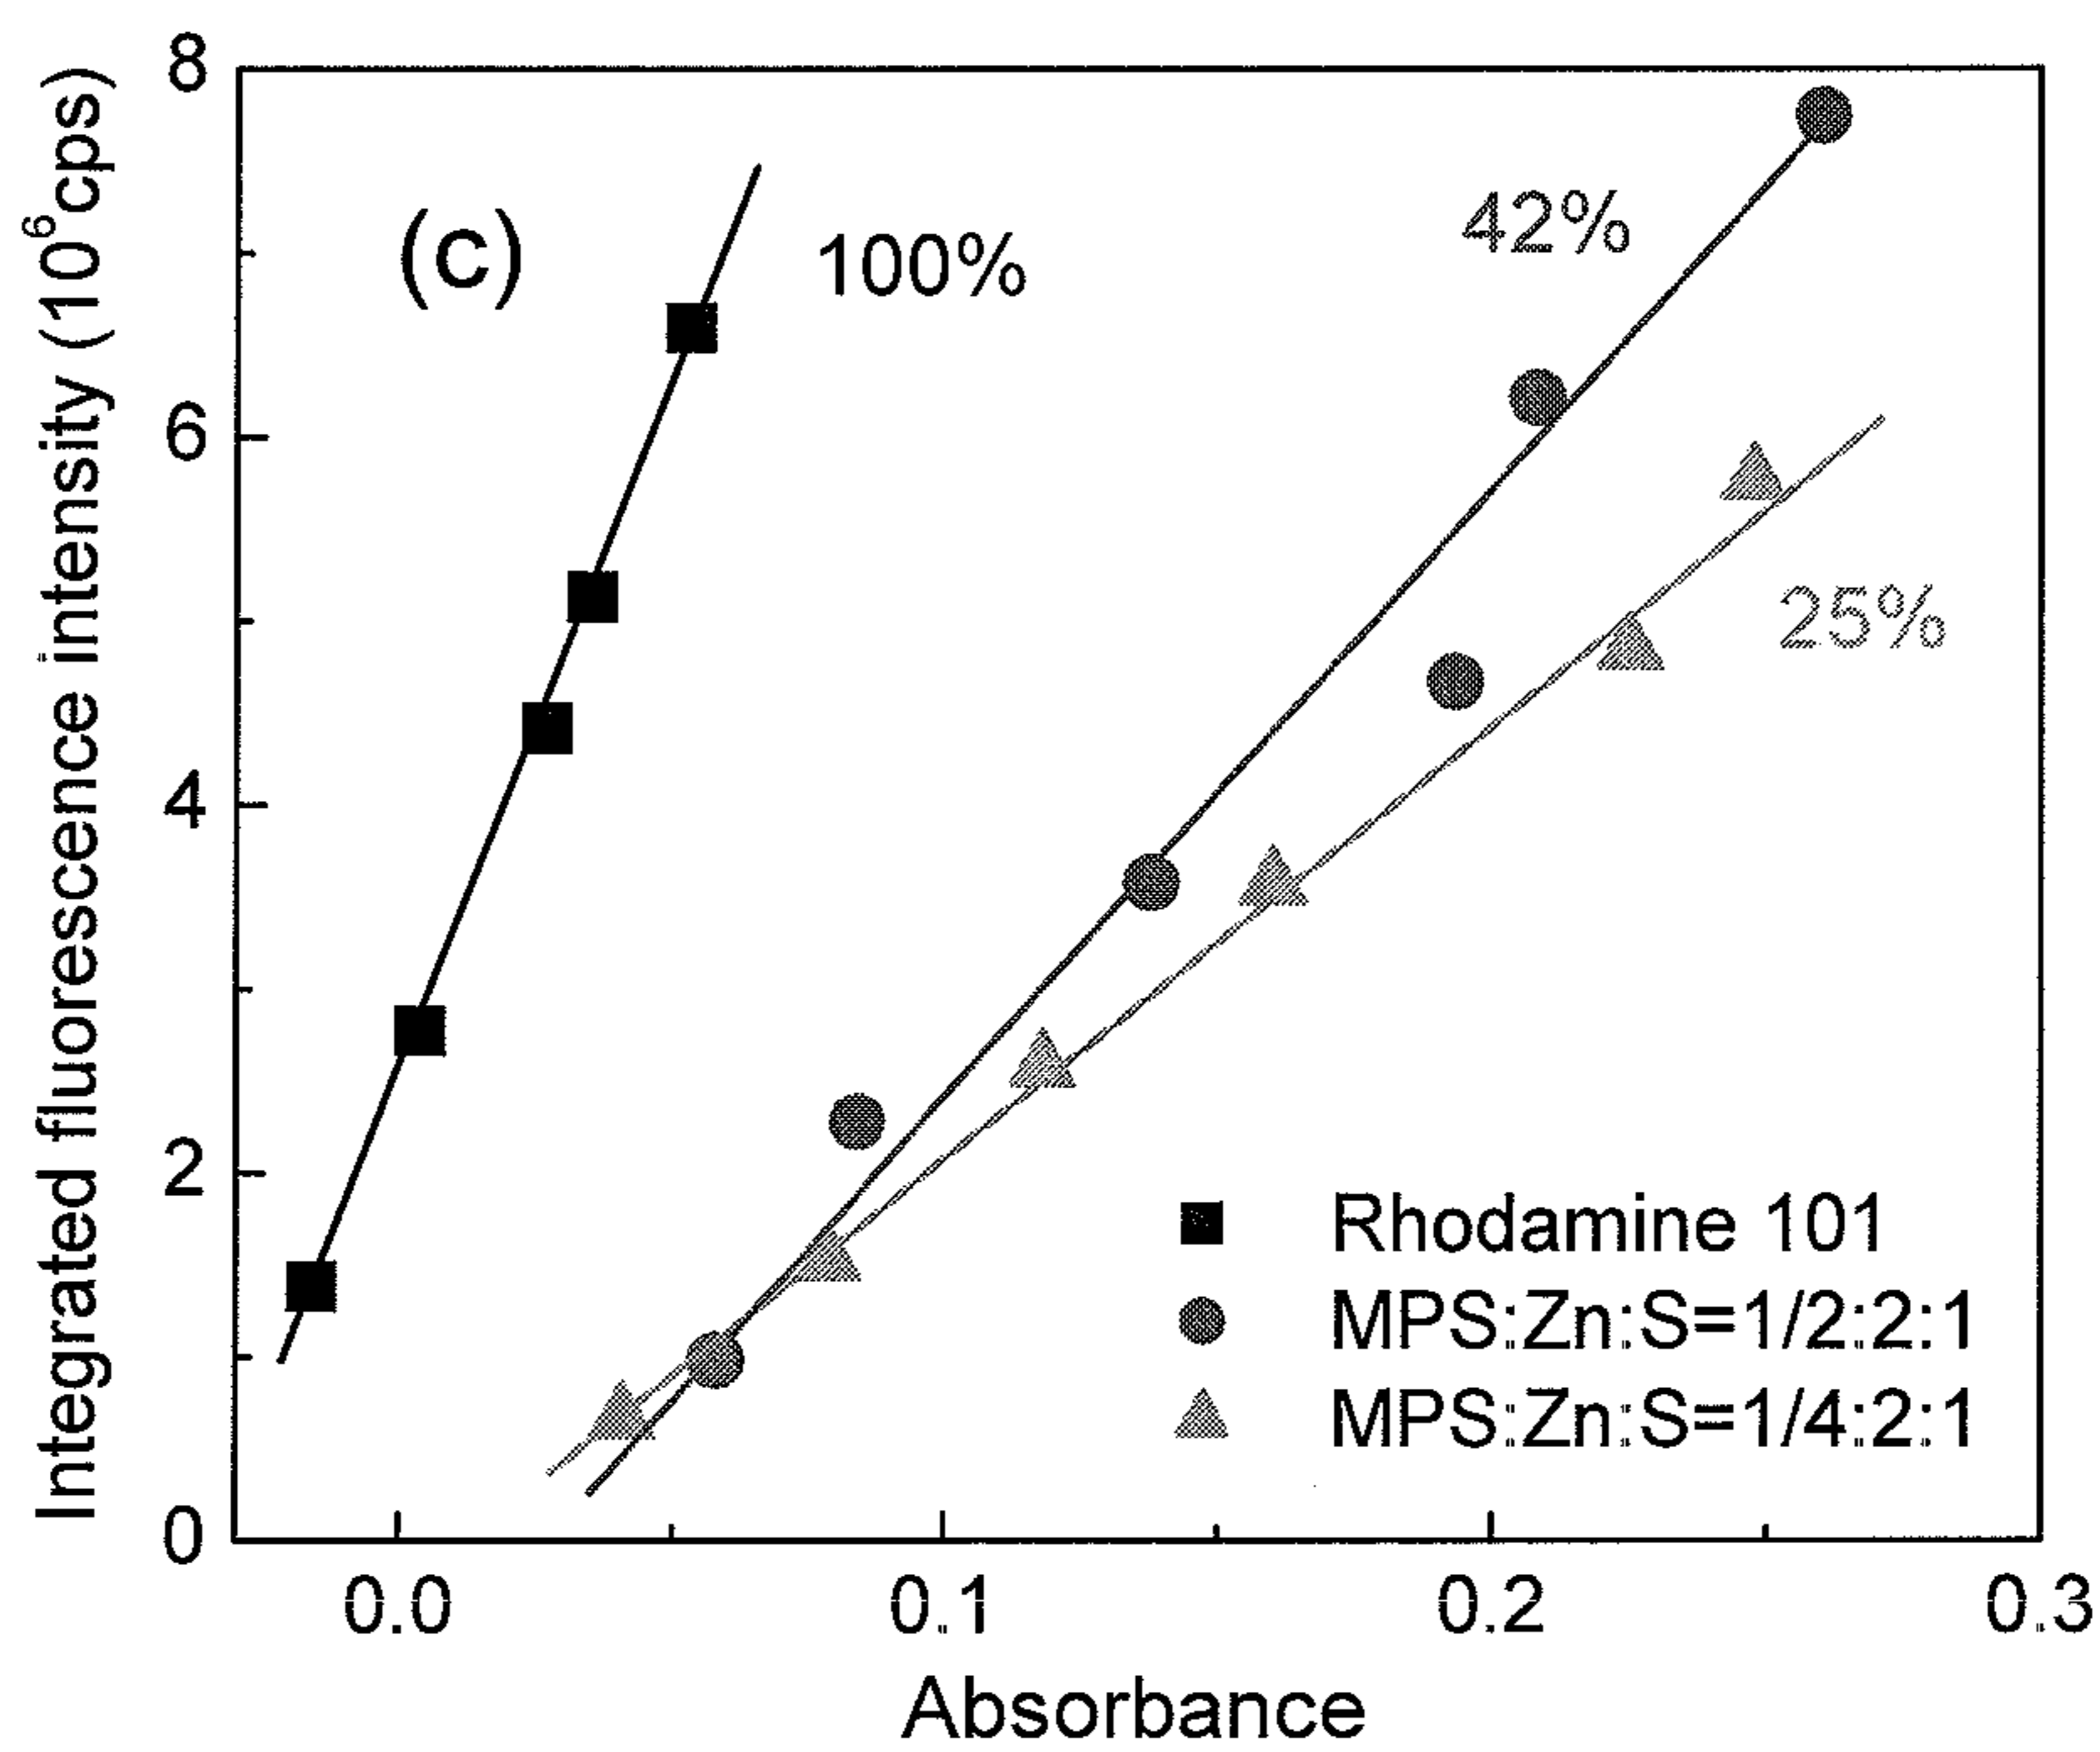 Integrated fluorescence intensity (10⁶cps)
8
6
4
2
0
(c)
100%
42%
25%
Rhodamine 101
MPS:Zn:S=1/2:2:1
MPS:Zn:S=1/4:2:1
0.0 0.1 0.2 0.3
Absorbance